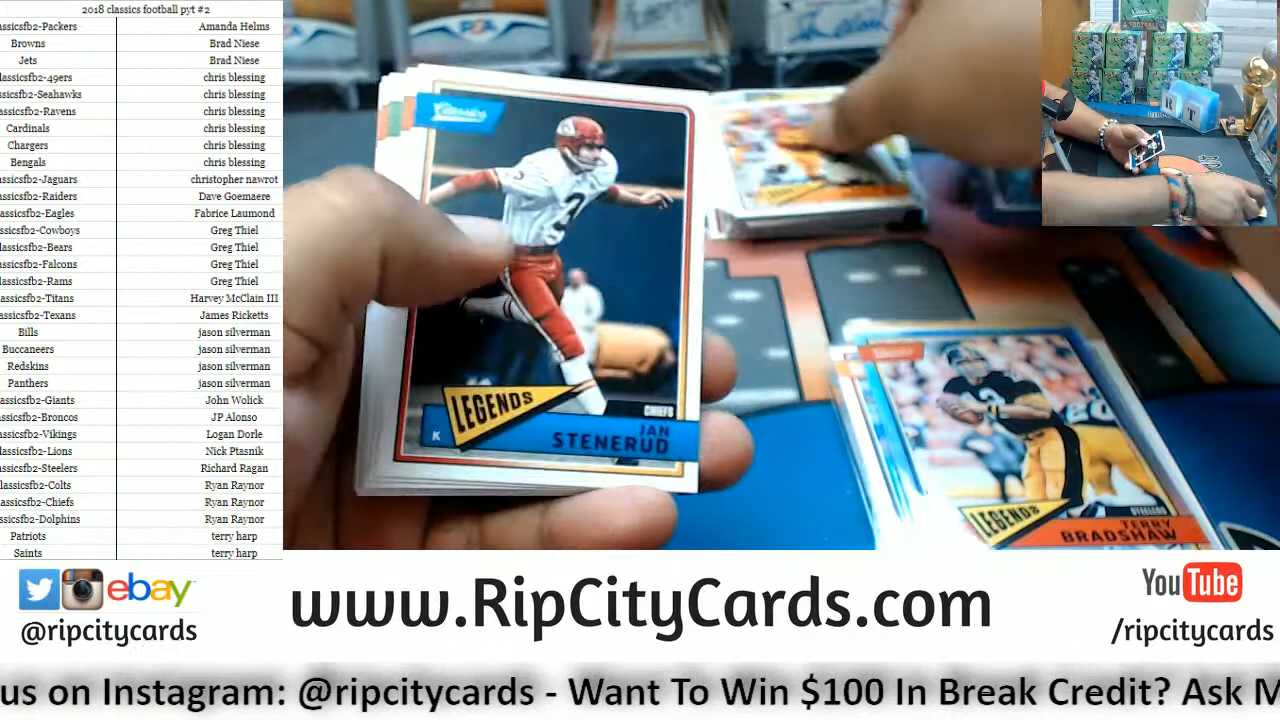 2018 classics football pyt #2
assicsfb2-Packers Amanda Helms
Browns Brad Niese
Jets Brad Niese
lassicsfb2-49ers chris blessing
ssicsfb2-Seahawks chris blessing
lassicsfb2-Ravens chris blessing
Cardinals chris blessing
Chargers chris blessing
Bengals chris blessing
assicsfb2-Jaguars christopher nawrot
assicsfb2-Raiders Dave Goemaere
assicsfb2-Eagles Fabrice Laumond
ssicsfb2-Cowboys Greg Thiel
lassicsfb2-Bears Greg Thiel
assicsfb2-Falcons Greg Thiel
lassicsfb2-Rams Greg Thiel
lassicsfb2-Titans Harvey McClain III
assicsfb2-Texans James Ricketts
Bills jason silverman
Buccaneers jason silverman
Redskins jason silverman
Panthers jason silverman
assicsfb2-Giants John Wolick
assicsfb2-Broncos JP Alonso
assicsfb2-Vikings Logan Dorle
lassicsfb2-Lions Nick Ptasnik
assicsfb2-Steelers Richard Ragan
lassicsfb2-Colts Ryan Raynor
assicsfb2-Chiefs Ryan Raynor
ssicsfb2-Dolphins Ryan Raynor
Patriots terry harp
Saints terry harp
Classics
3
LEGENDS
CHIEFS
K
JAN
STENERUD
LEGENDS
STEELERS
TERRY
BRADSHAW
R T
ebay
@ripcitycards
www.RipCityCards.com
YouTube
/ripcitycards
us on Instagram: @ripcitycards - Want To Win $100 In Break Credit? Ask M